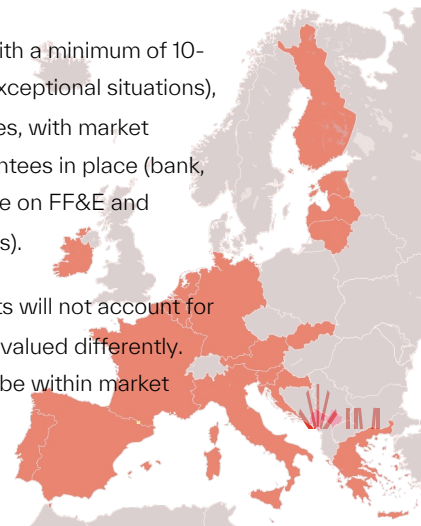 ith a minimum of 10-
xceptional situations),
es, with market
ntees in place (bank,
e on FF&E and
s).
ts will not account for
valued differently.
be within market